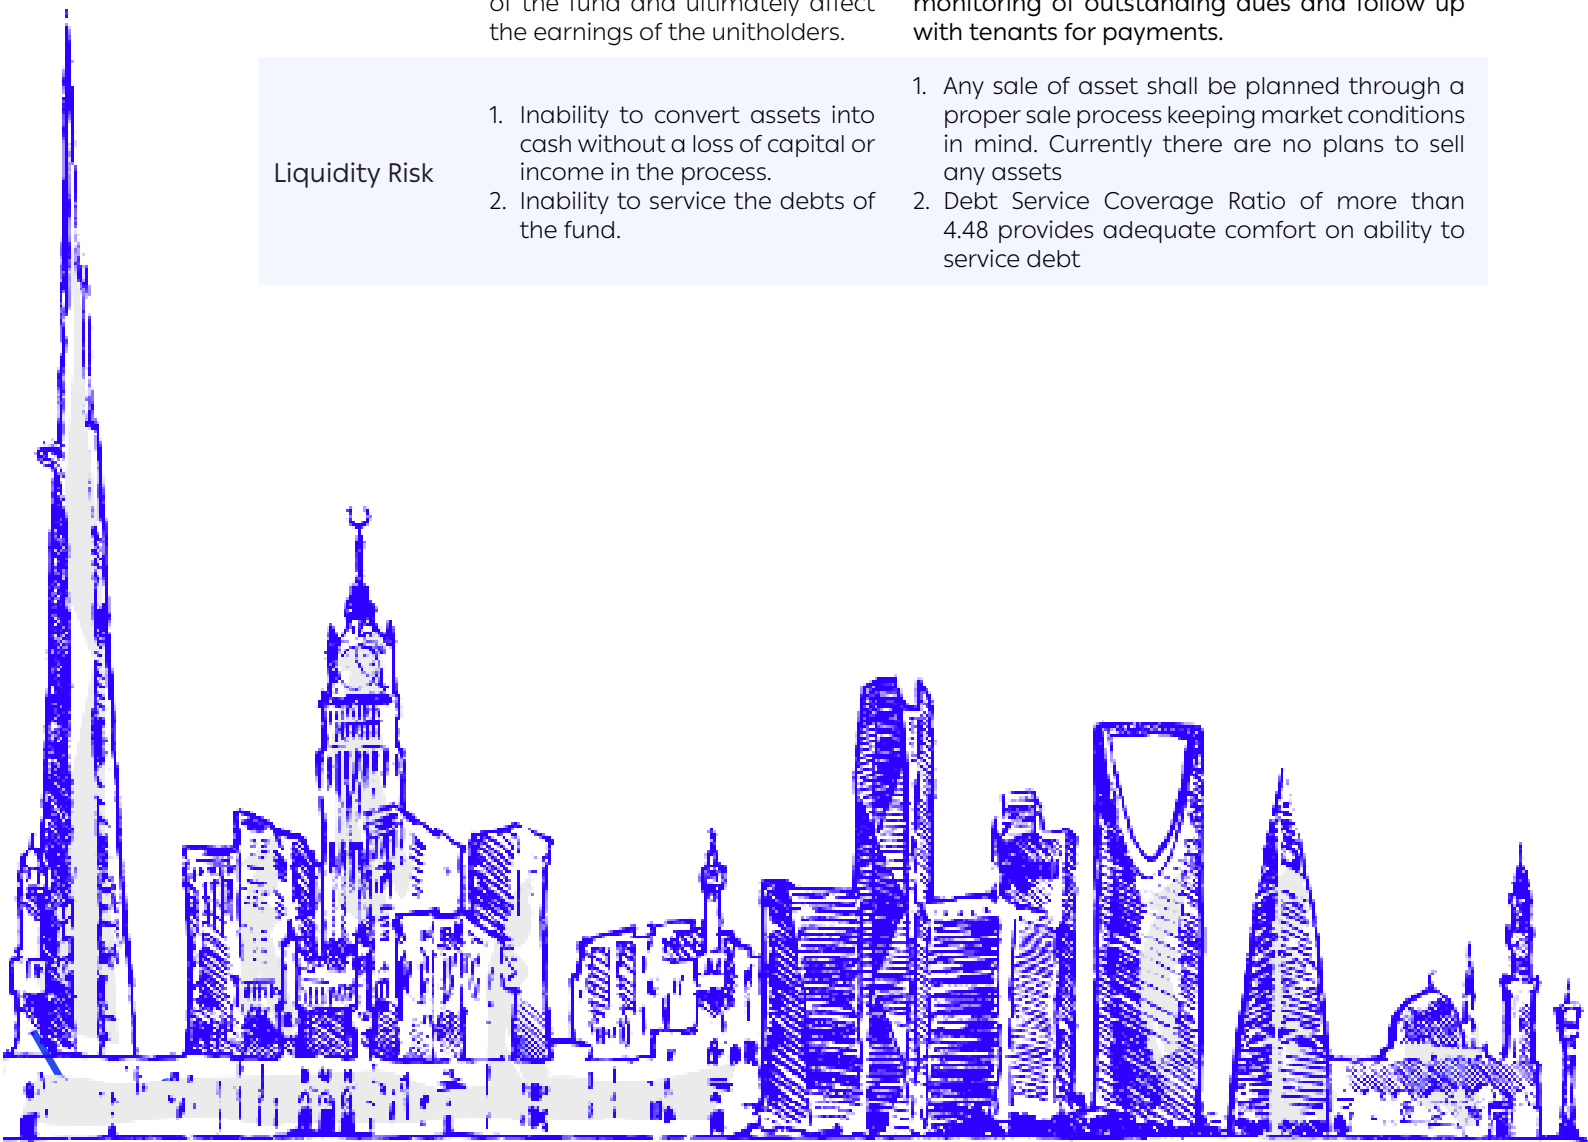 of the fund and ultimately affect
the earnings of the unitholders.
monitoring of outstanding dues and follow up
with tenants for payments.
Liquidity Risk
1. Inability to convert assets into
cash without a loss of capital or
income in the process.
2. Inability to service the debts of
the fund.
1. Any sale of asset shall be planned through a
proper sale process keeping market conditions
in mind. Currently there are no plans to sell
any assets
2. Debt Service Coverage Ratio of more than
4.48 provides adequate comfort on ability to
service debt